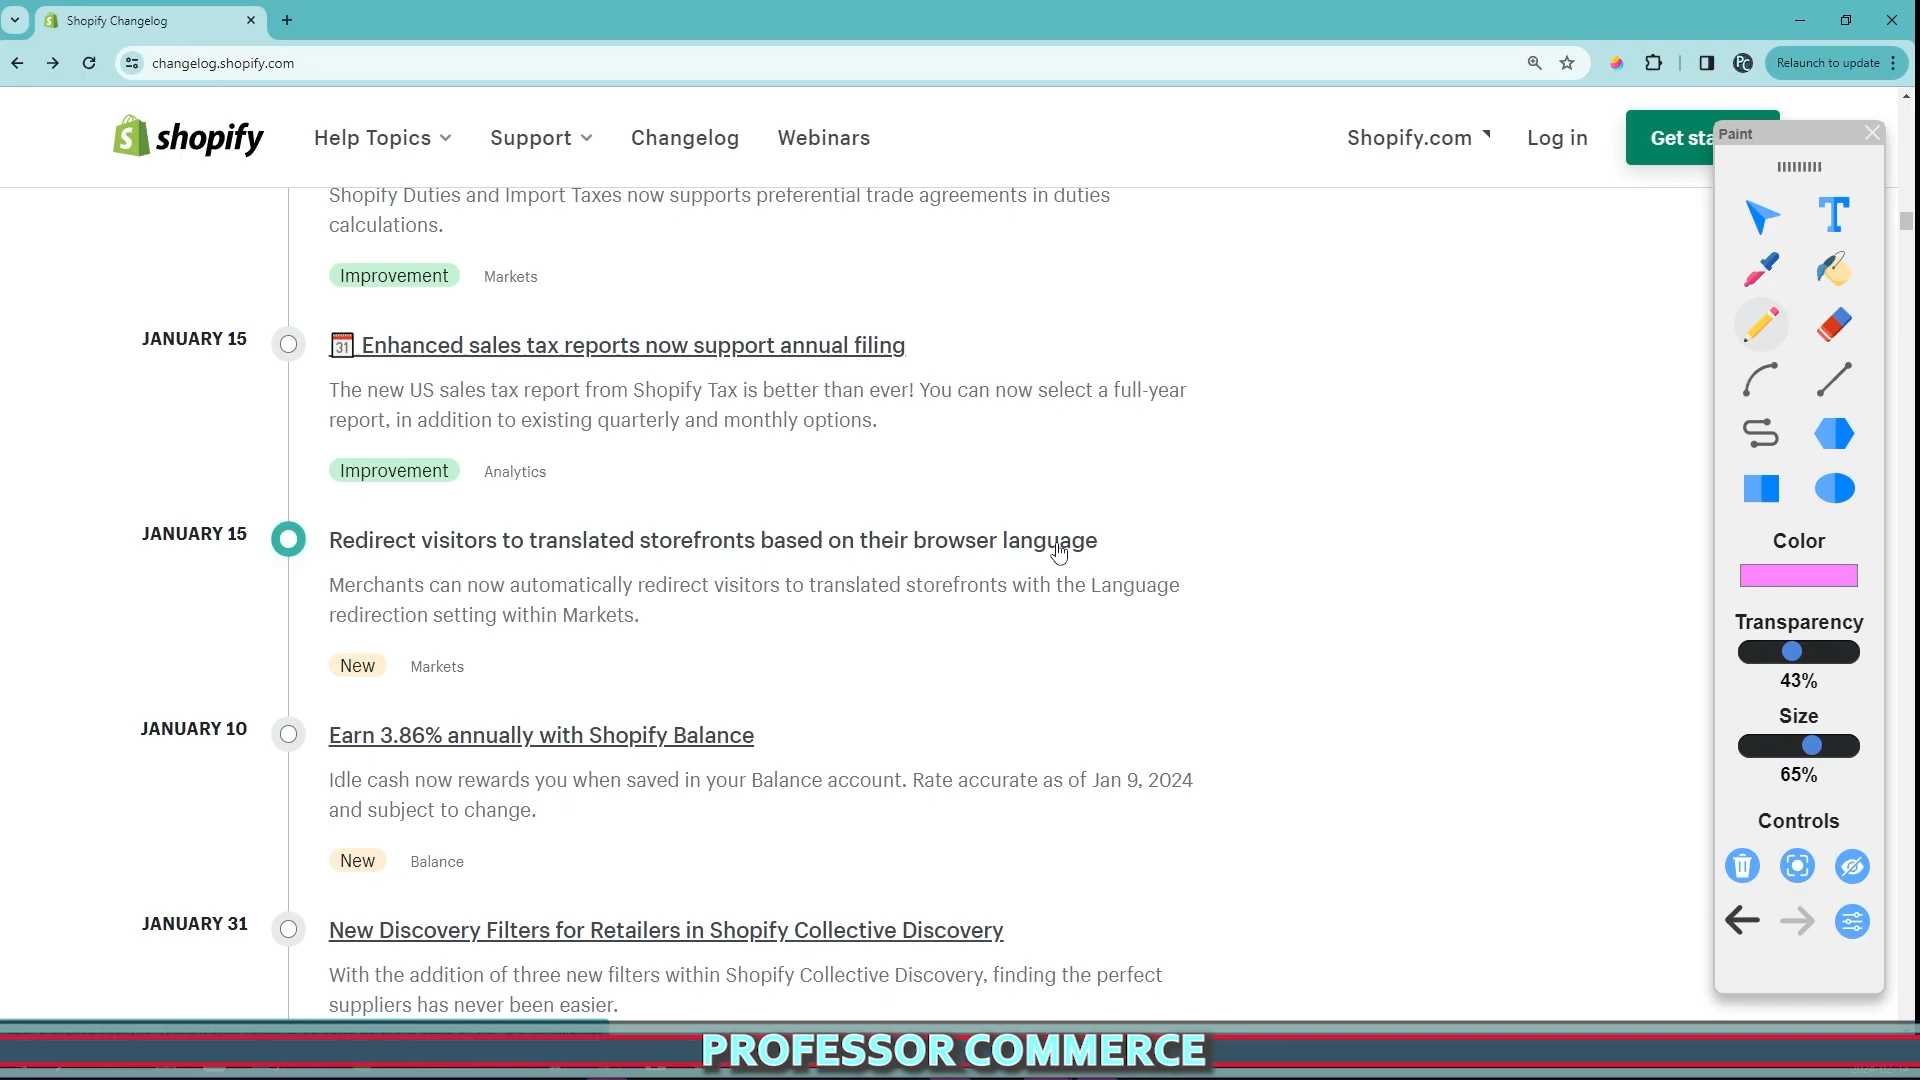 Shopify Changelog
changelog.shopify.com
Relaunch to update
shopify
Help Topics
Support
Changelog
Webinars
Shopify.com
Log in
Get sta
Shopify Duties and Import Taxes now supports preferential trade agreements in duties
calculations.
Improvement Markets
JANUARY 15
31 Enhanced sales tax reports now support annual filing
The new US sales tax report from Shopify Tax is better than ever! You can now select a full-year
report, in addition to existing quarterly and monthly options.
Improvement Analytics
JANUARY 15
Redirect visitors to translated storefronts based on their browser language
Merchants can now automatically redirect visitors to translated storefronts with the Language
redirection setting within Markets.
New Markets
JANUARY 10
Earn 3.86% annually with Shopify Balance
Idle cash now rewards you when saved in your Balance account. Rate accurate as of Jan 9, 2024
and subject to change.
New Balance
JANUARY 31
New Discovery Filters for Retailers in Shopify Collective Discovery
With the addition of three new filters within Shopify Collective Discovery, finding the perfect
suppliers has never been easier.
Paint
T
Color
Transparency
43%
Size
65%
Controls
PROFESSOR COMMERCE